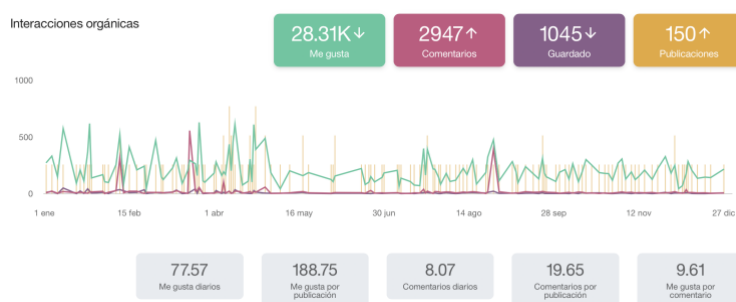 Interacciones orgánicas
28.31K↓
Me gusta
2947↑
Comentarios
1045↓
Guardado
150↑
Publicaciones
1000
500
0
1 ene
15 feb
1 abr
16 may
30 jun
14 ago
28 sep
12 nov
27 dic
77.57
Me gusta diarios
188.75
Me gusta por
publicación
8.07
Comentarios diarios
19.65
Comentarios por
publicación
9.61
Me gusta por
comentario